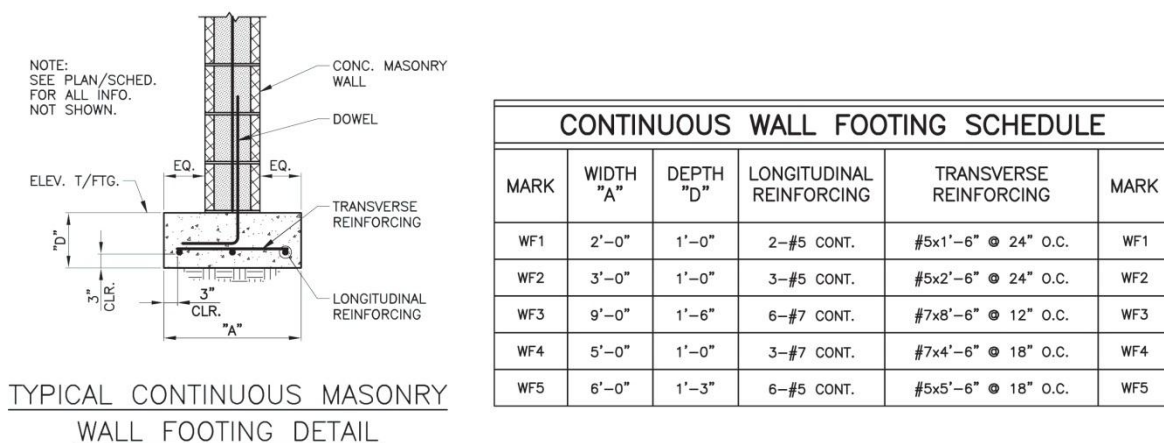 NOTE:
SEE PLAN/SCHED.
FOR ALL INFO.
NOT SHOWN.
CONC. MASONRY
WALL
DOWEL
EQ.
EQ.
ELEV. T/FTG.
TRANSVERSE
REINFORCING
"D"
3"
CLR.
3"
CLR.
LONGITUDINAL
REINFORCING
"A"
TYPICAL CONTINUOUS MASONRY
WALL FOOTING DETAIL
CONTINUOUS WALL FOOTING SCHEDULE
MARK WIDTH "A" DEPTH "D" LONGITUDINAL REINFORCING TRANSVERSE REINFORCING MARK
WF1 2'-0" 1'-0" 2-#5 CONT. #5x1'-6" @ 24" O.C. WF1
WF2 3'-0" 1'-0" 3-#5 CONT. #5x2'-6" @ 24" O.C. WF2
WF3 9'-0" 1'-6" 6-#7 CONT. #7x8'-6" @ 12" O.C. WF3
WF4 5'-0" 1'-0" 3-#7 CONT. #7x4'-6" @ 18" O.C. WF4
WF5 6'-0" 1'-3" 6-#5 CONT. #5x5'-6" @ 18" O.C. WF5